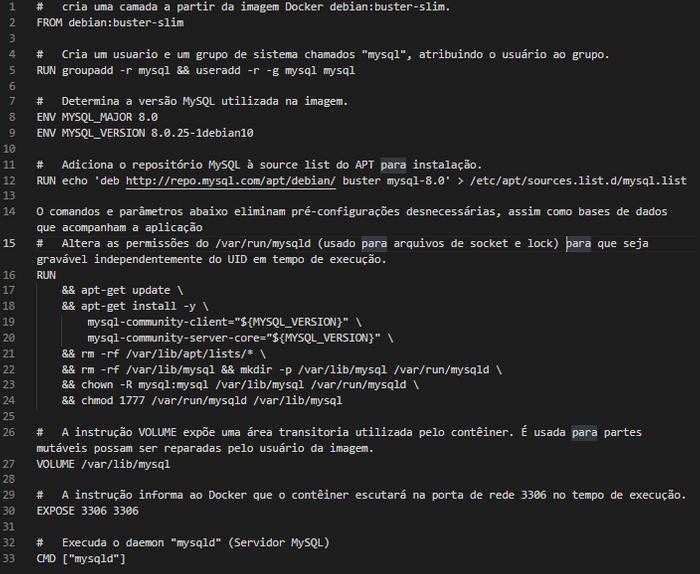 1 #   cria uma camada a partir da imagem Docker debian:buster-slim.
2 FROM debian:buster-slim
3
4 #   Cria um usuario e um grupo de sistema chamados "mysql", atribuindo o usuário ao grupo.
5 RUN groupadd -r mysql && useradd -r -g mysql mysql
6
7 #   Determina a versão MySQL utilizada na imagem.
8 ENV MYSQL_MAJOR 8.0
9 ENV MYSQL_VERSION 8.0.25-1debian10
10
11 #   Adiciona o repositório MySQL à source list do APT para instalação.
12 RUN echo 'deb http://repo.mysql.com/apt/debian/ buster mysql-8.0' > /etc/apt/sources.list.d/mysql.list
13
14 O comandos e parâmetros abaixo eliminam pré-configurações desnecessárias, assim como bases de dados
que acompanham a aplicação
15 #   Altera as permissões do /var/run/mysqld (usado para arquivos de socket e lock) para que seja
gravável independentemente do UID em tempo de execução.
16 RUN
17     && apt-get update \
18     && apt-get install -y \
19         mysql-community-client="${MYSQL_VERSION}" \
20         mysql-community-server-core="${MYSQL_VERSION}" \
21     && rm -rf /var/lib/apt/lists/* \
22     && rm -rf /var/lib/mysql && mkdir -p /var/lib/mysql /var/run/mysqld \
23     && chown -R mysql:mysql /var/lib/mysql /var/run/mysqld \
24     && chmod 1777 /var/run/mysqld /var/lib/mysql
25
26 #   A instrução VOLUME expõe uma área transitoria utilizada pelo contêiner. É usada para partes
mutáveis possam ser reparadas pelo usuário da imagem.
27 VOLUME /var/lib/mysql
28
29 #   A instrução informa ao Docker que o contêiner escutará na porta de rede 3306 no tempo de execução.
30 EXPOSE 3306 3306
31
32 #   Executa o daemon "mysqld" (Servidor MySQL)
33 CMD ["mysqld"]